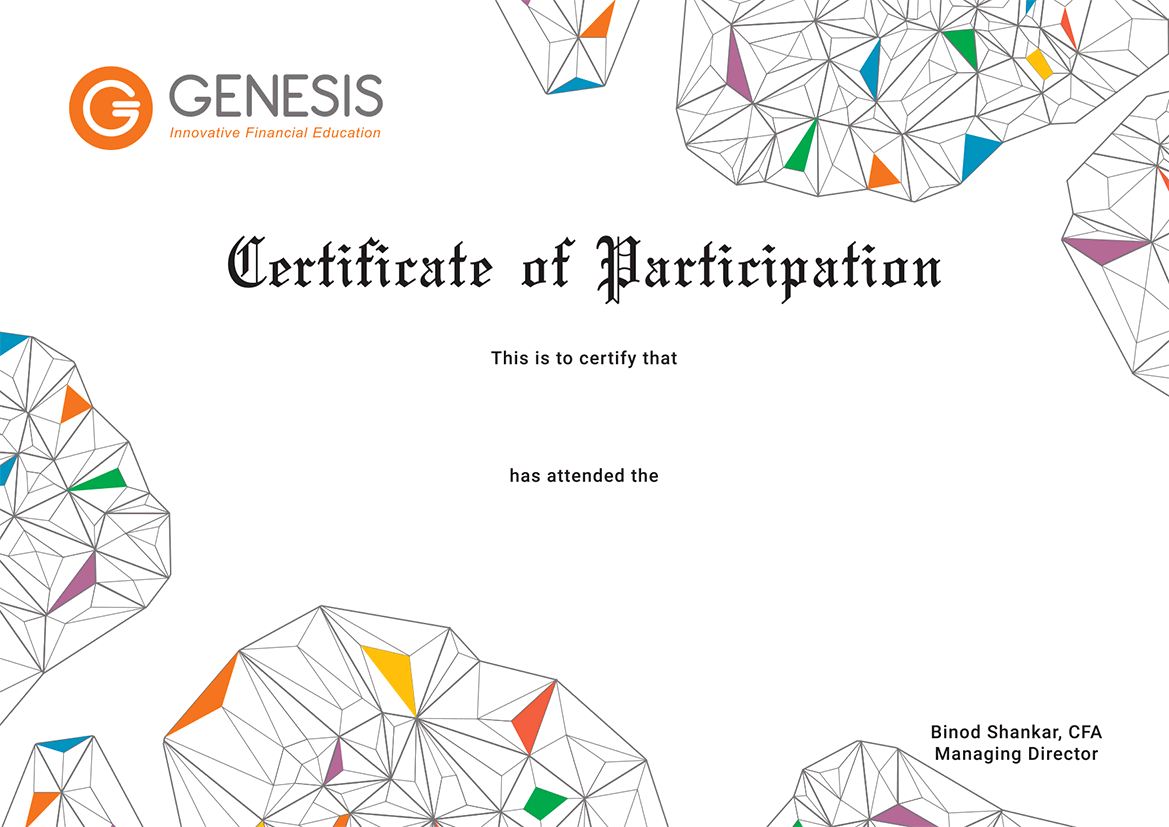 GENESIS
Innovative Financial Education
Certificate of Participation
This is to certify that
has attended the
Binod Shankar, CFA
Managing Director